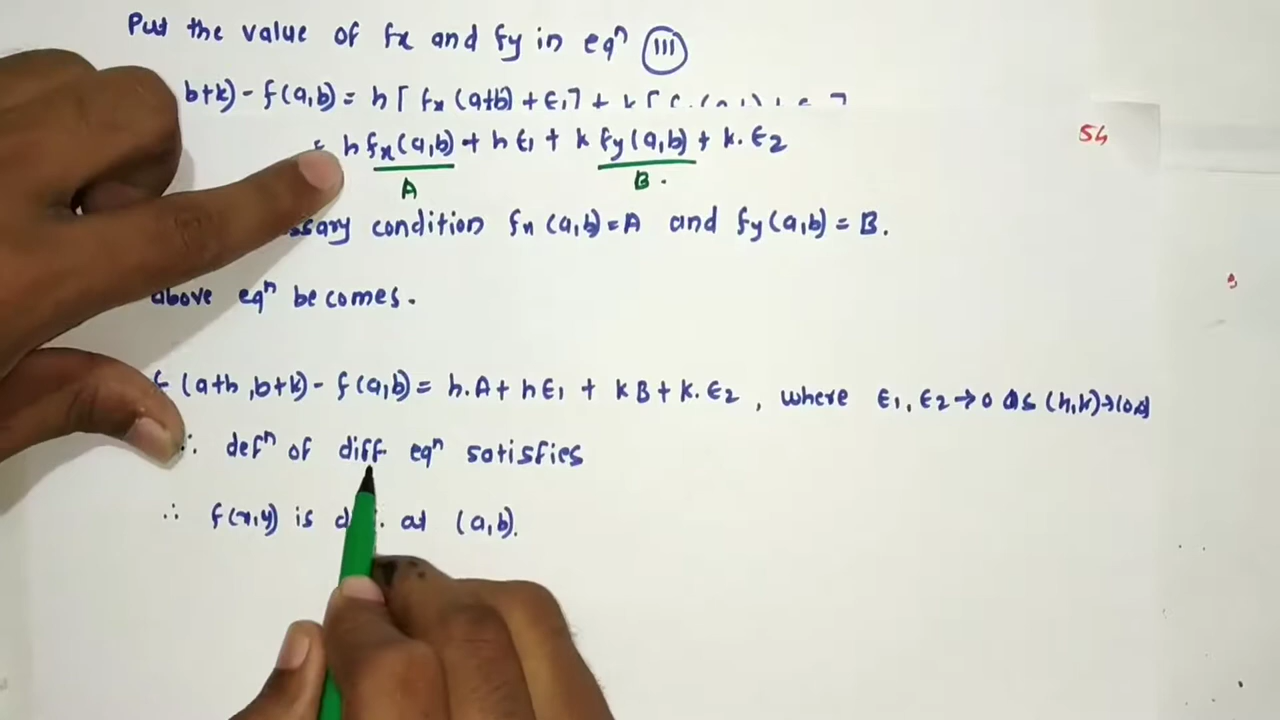 Put the value of fx and fy in eqⁿ (III)
b+k) - f(a,b) = h [ fx (a+b) + ϵ₁] + k [
h fx (a,b) + h ϵ₁ + k fy (a,b) + k. ϵ2
54
A B.
ssary condition fx (a,b) = A and fy (a,b) = B.
above eqⁿ becomes.
f (a+h, b+k) - f (a,b) = h.A + h ϵ₁ + k B + k. ϵ2 , where ϵ₁, ϵ2 → 0 as (h,k) → (0,0)
∴ defⁿ of diff eqⁿ satisfies
∴ f(x,y) is d . at (a,b).